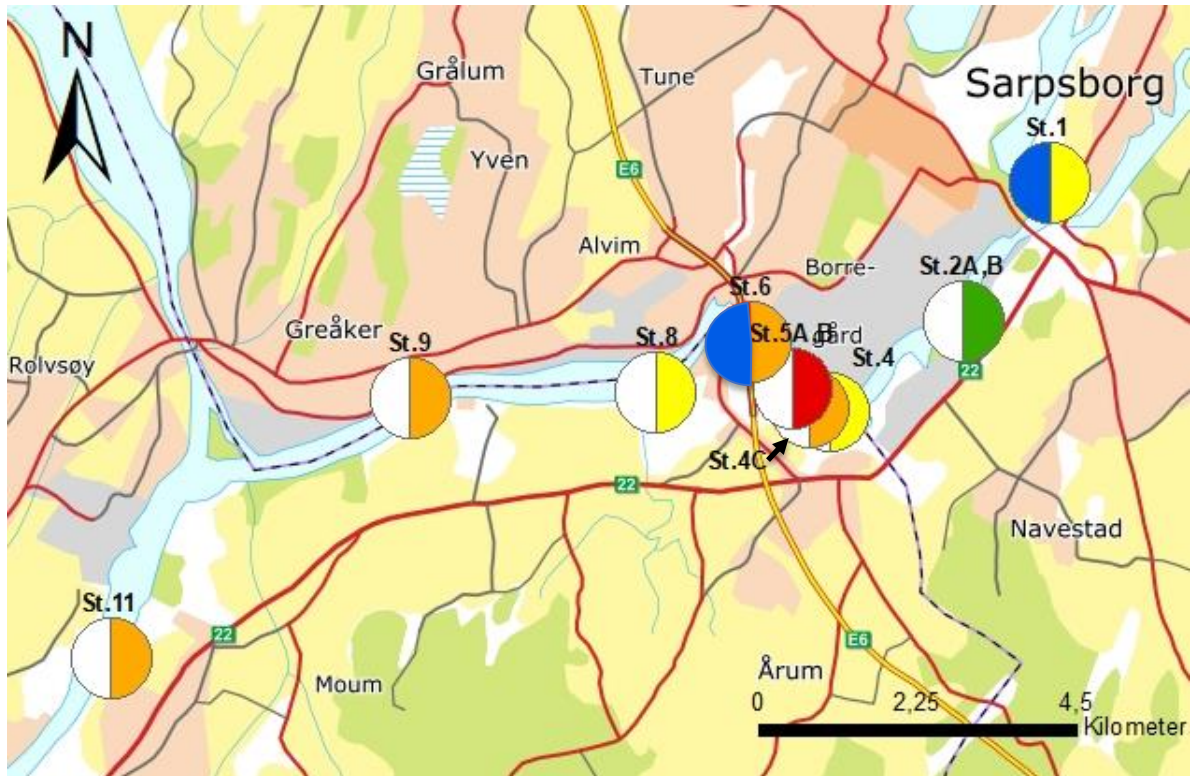 N
Grålum
Tune
Sarpsborg
St.1
Yven
E6
Alvim
Borre-
St.2A,B
St.6
Greåker
St.9
St.8
St.5A,B
gård
St.4
Rolvsøy
22
St.4C
22
Navestad
St.11
22
E6
Moum
Årum
0 2,25 4,5
Kilometer